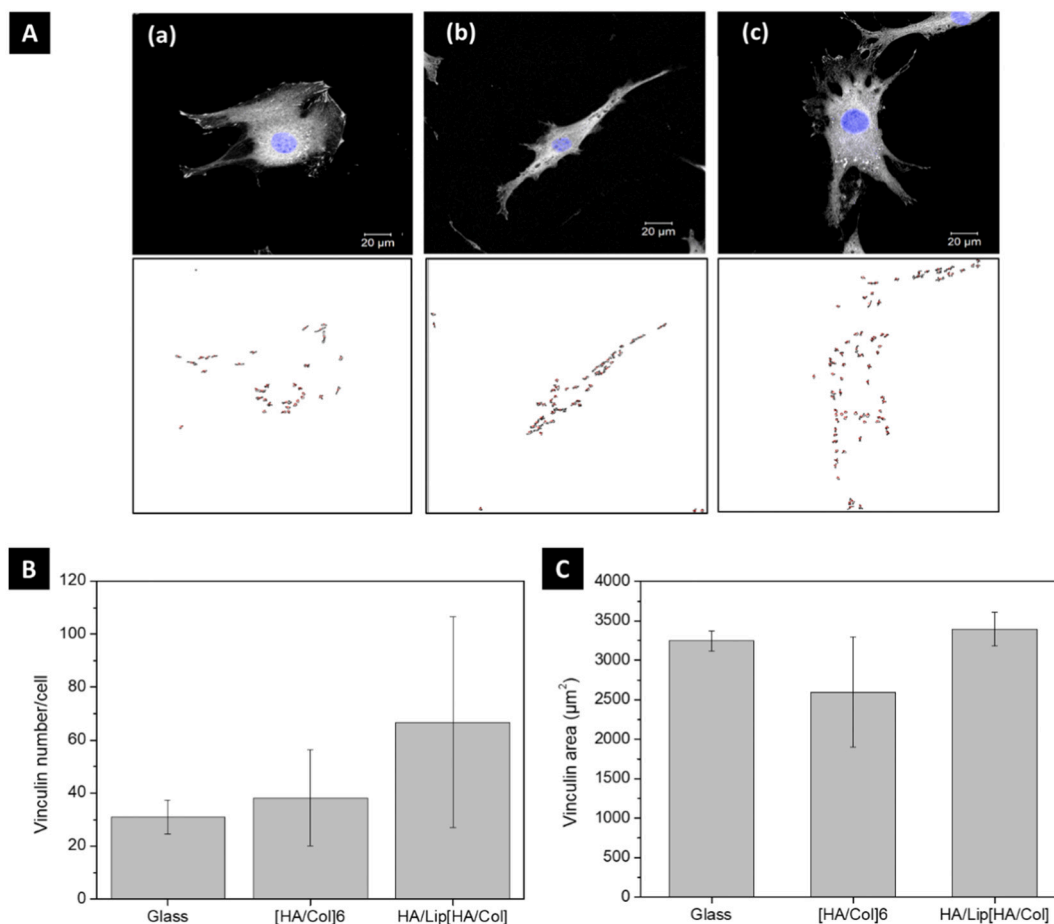 A
(a)
(b)
(c)
20 µm
20 µm
20 µm
B
120
100
80
60
40
20
0
Vinculin number/cell
Glass
[HA/Col]6
HA/Lip[HA/Col]
C
4000
3500
3000
2500
2000
1500
1000
500
0
Vinculin area (µm²)
Glass
[HA/Col]6
HA/Lip[HA/Col]